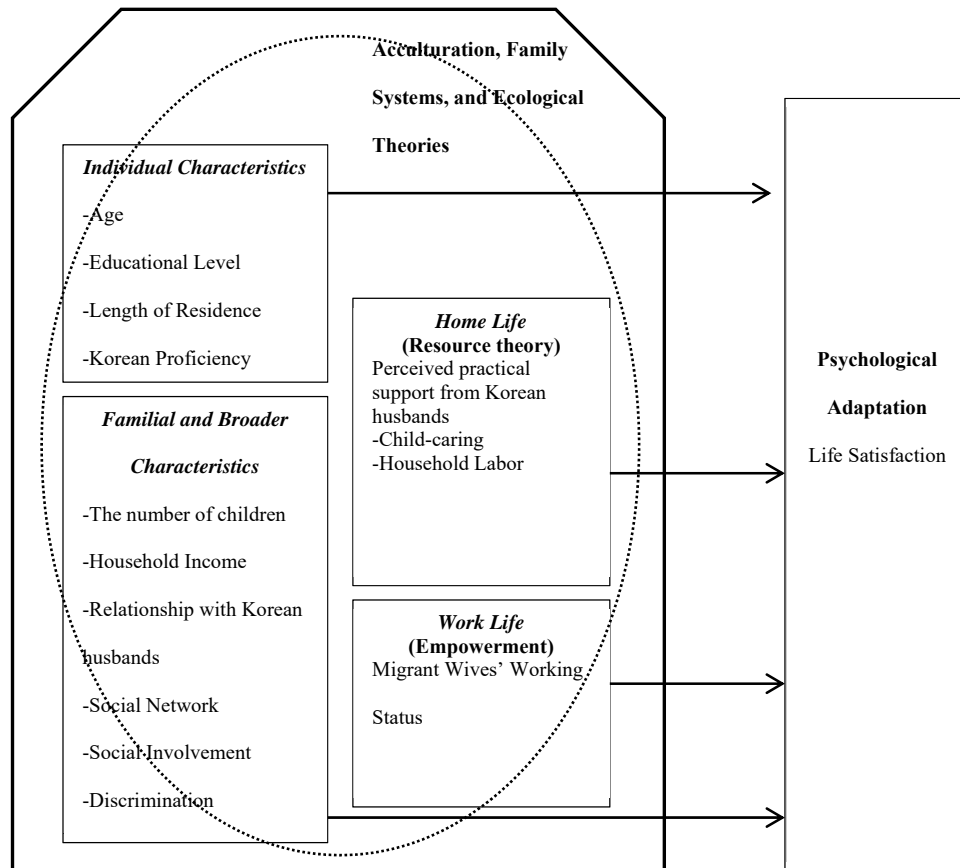 Acculturation, Family
Systems, and Ecological
Theories
Individual Characteristics
-Age
-Educational Level
-Length of Residence
-Korean Proficiency
Familial and Broader
Characteristics
-The number of children
-Household Income
-Relationship with Korean
husbands
-Social Network
-Social Involvement
-Discrimination
Home Life
(Resource theory)
Perceived practical
support from Korean
husbands
-Child-caring
-Household Labor
Work Life
(Empowerment)
Migrant Wives’ Working
Status
Psychological
Adaptation
Life Satisfaction